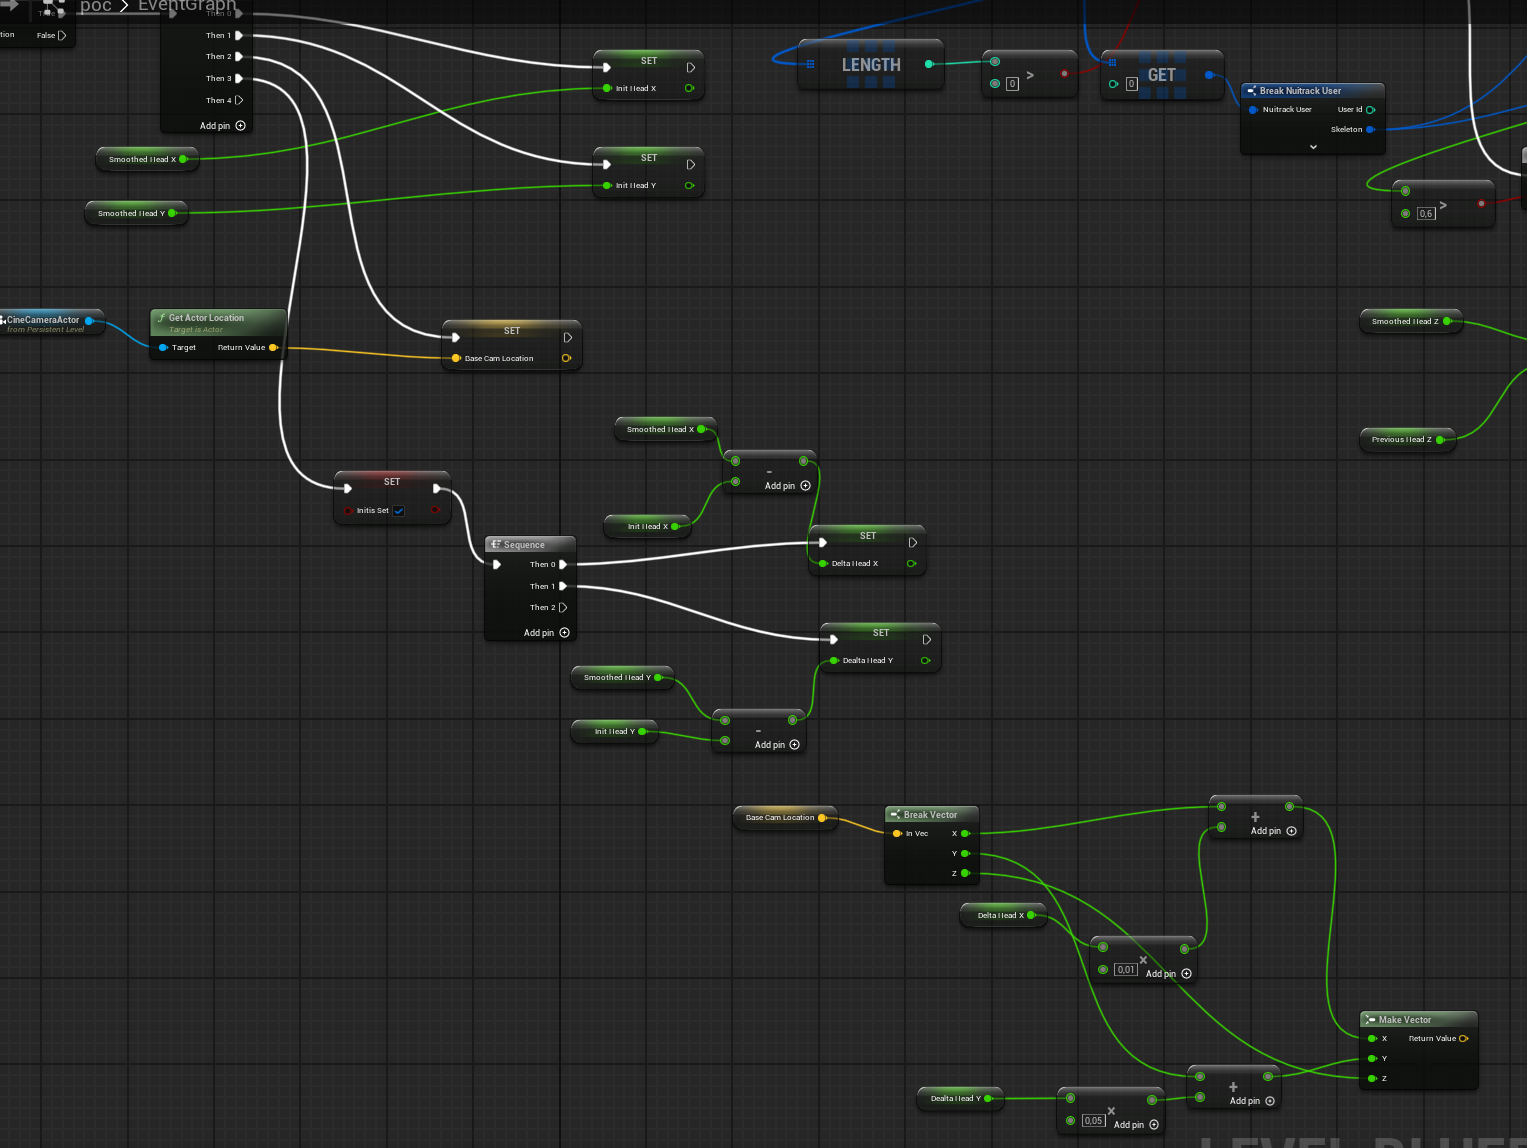 poc > EventGraph
Then 0
tion
False
Then 1
Then 2
Then 3
Then 4
Add pin
SET
Init Head X
Smoothed Head X
SET
Init Head Y
Smoothed Head Y
LENGTH
0
>
0
GET
Break Nuitrack User
Nuitrack User
User Id
Skeleton
0,6
>
CineCameraActor
from Persistent Level
Get Actor Location
Target is Actor
Target
Return Value
SET
Base Cam Location
Smoothed Head Z
Previous Head Z
Smoothed Head X
-
Add pin
Init Head X
SET
Initis Set
SET
Delta Head X
Sequence
Then 0
Then 1
Then 2
Add pin
SET
Dealta Head Y
Smoothed Head Y
Init Head Y
-
Add pin
Base Cam Location
Break Vector
In Vec
X
Y
Z
+
Add pin
Delta Head X
0,01
×
Add pin
Make Vector
X
Return Value
Y
Z
+
Add pin
Dealta Head Y
0,05
×
Add pin